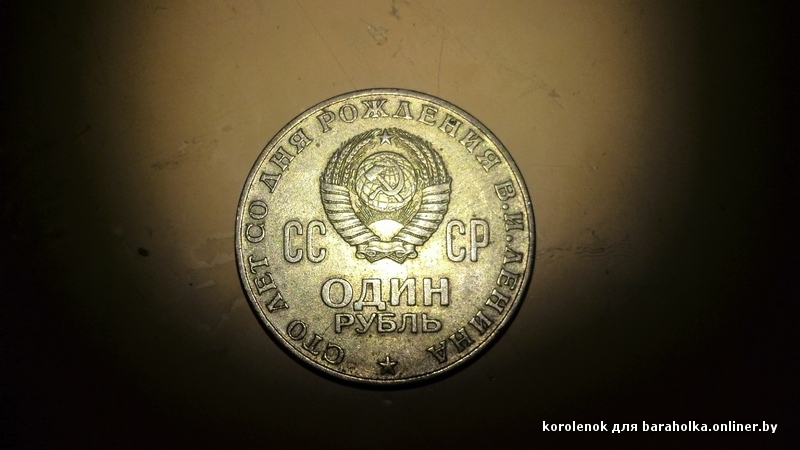 СТО ЛЕТ СО ДНЯ РОЖДЕНИЯ В.И.ЛЕНИНА
СС СР
ОДИН
РУБЛЬ
korolenok для baraholka.onliner.by